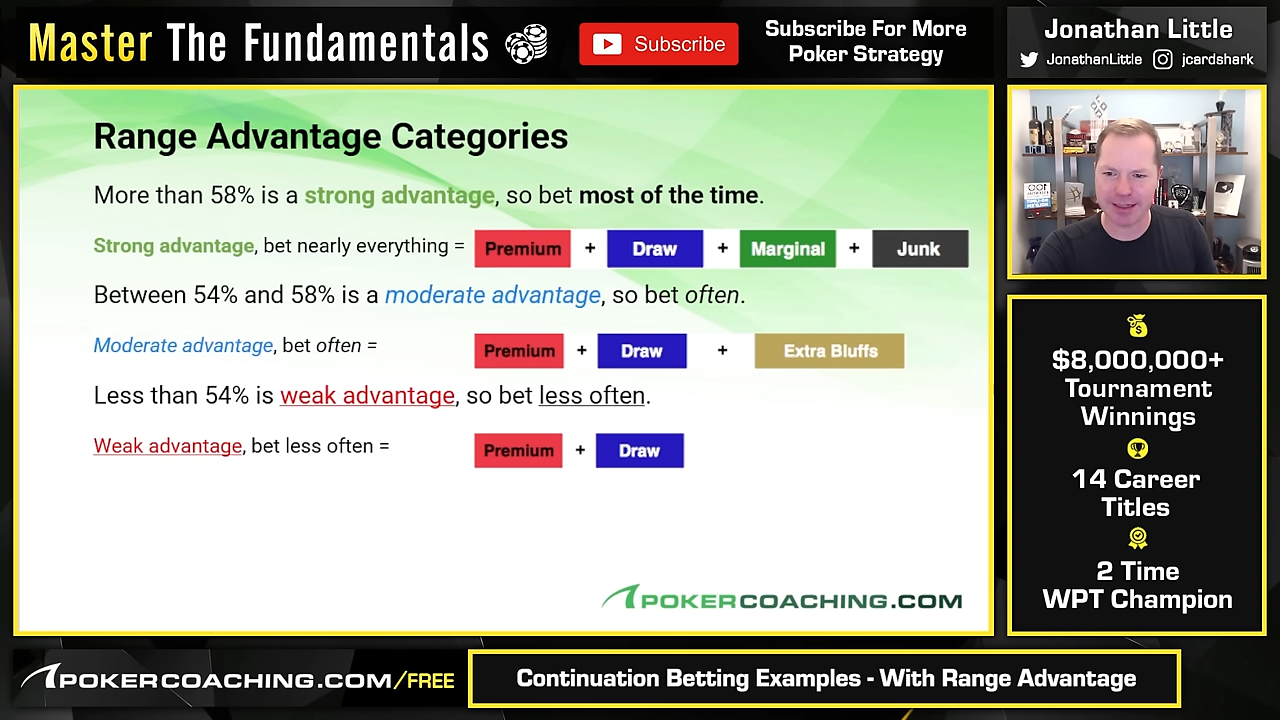 Master The Fundamentals
Subscribe
Subscribe For More
Poker Strategy
Jonathan Little
JonathanLittle jcardshark
Range Advantage Categories
More than 58% is a strong advantage, so bet most of the time.
Strong advantage, bet nearly everything = Premium + Draw + Marginal + Junk
Between 54% and 58% is a moderate advantage, so bet often.
Moderate advantage, bet often = Premium + Draw + Extra Bluffs
Less than 54% is weak advantage, so bet less often.
Weak advantage, bet less often = Premium + Draw
POKERCOACHING.COM
$8,000,000+
Tournament
Winnings
14 Career
Titles
2 Time
WPT Champion
POKERCOACHING.COM/FREE
Continuation Betting Examples - With Range Advantage